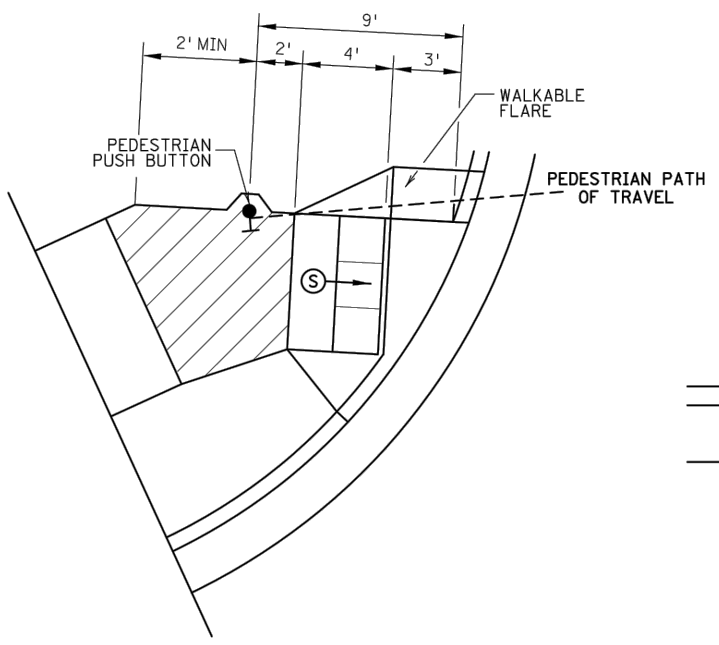 9'
2' MIN
2'
4'
3'
WALKABLE
FLARE
PEDESTRIAN
PUSH BUTTON
PEDESTRIAN PATH
OF TRAVEL
S